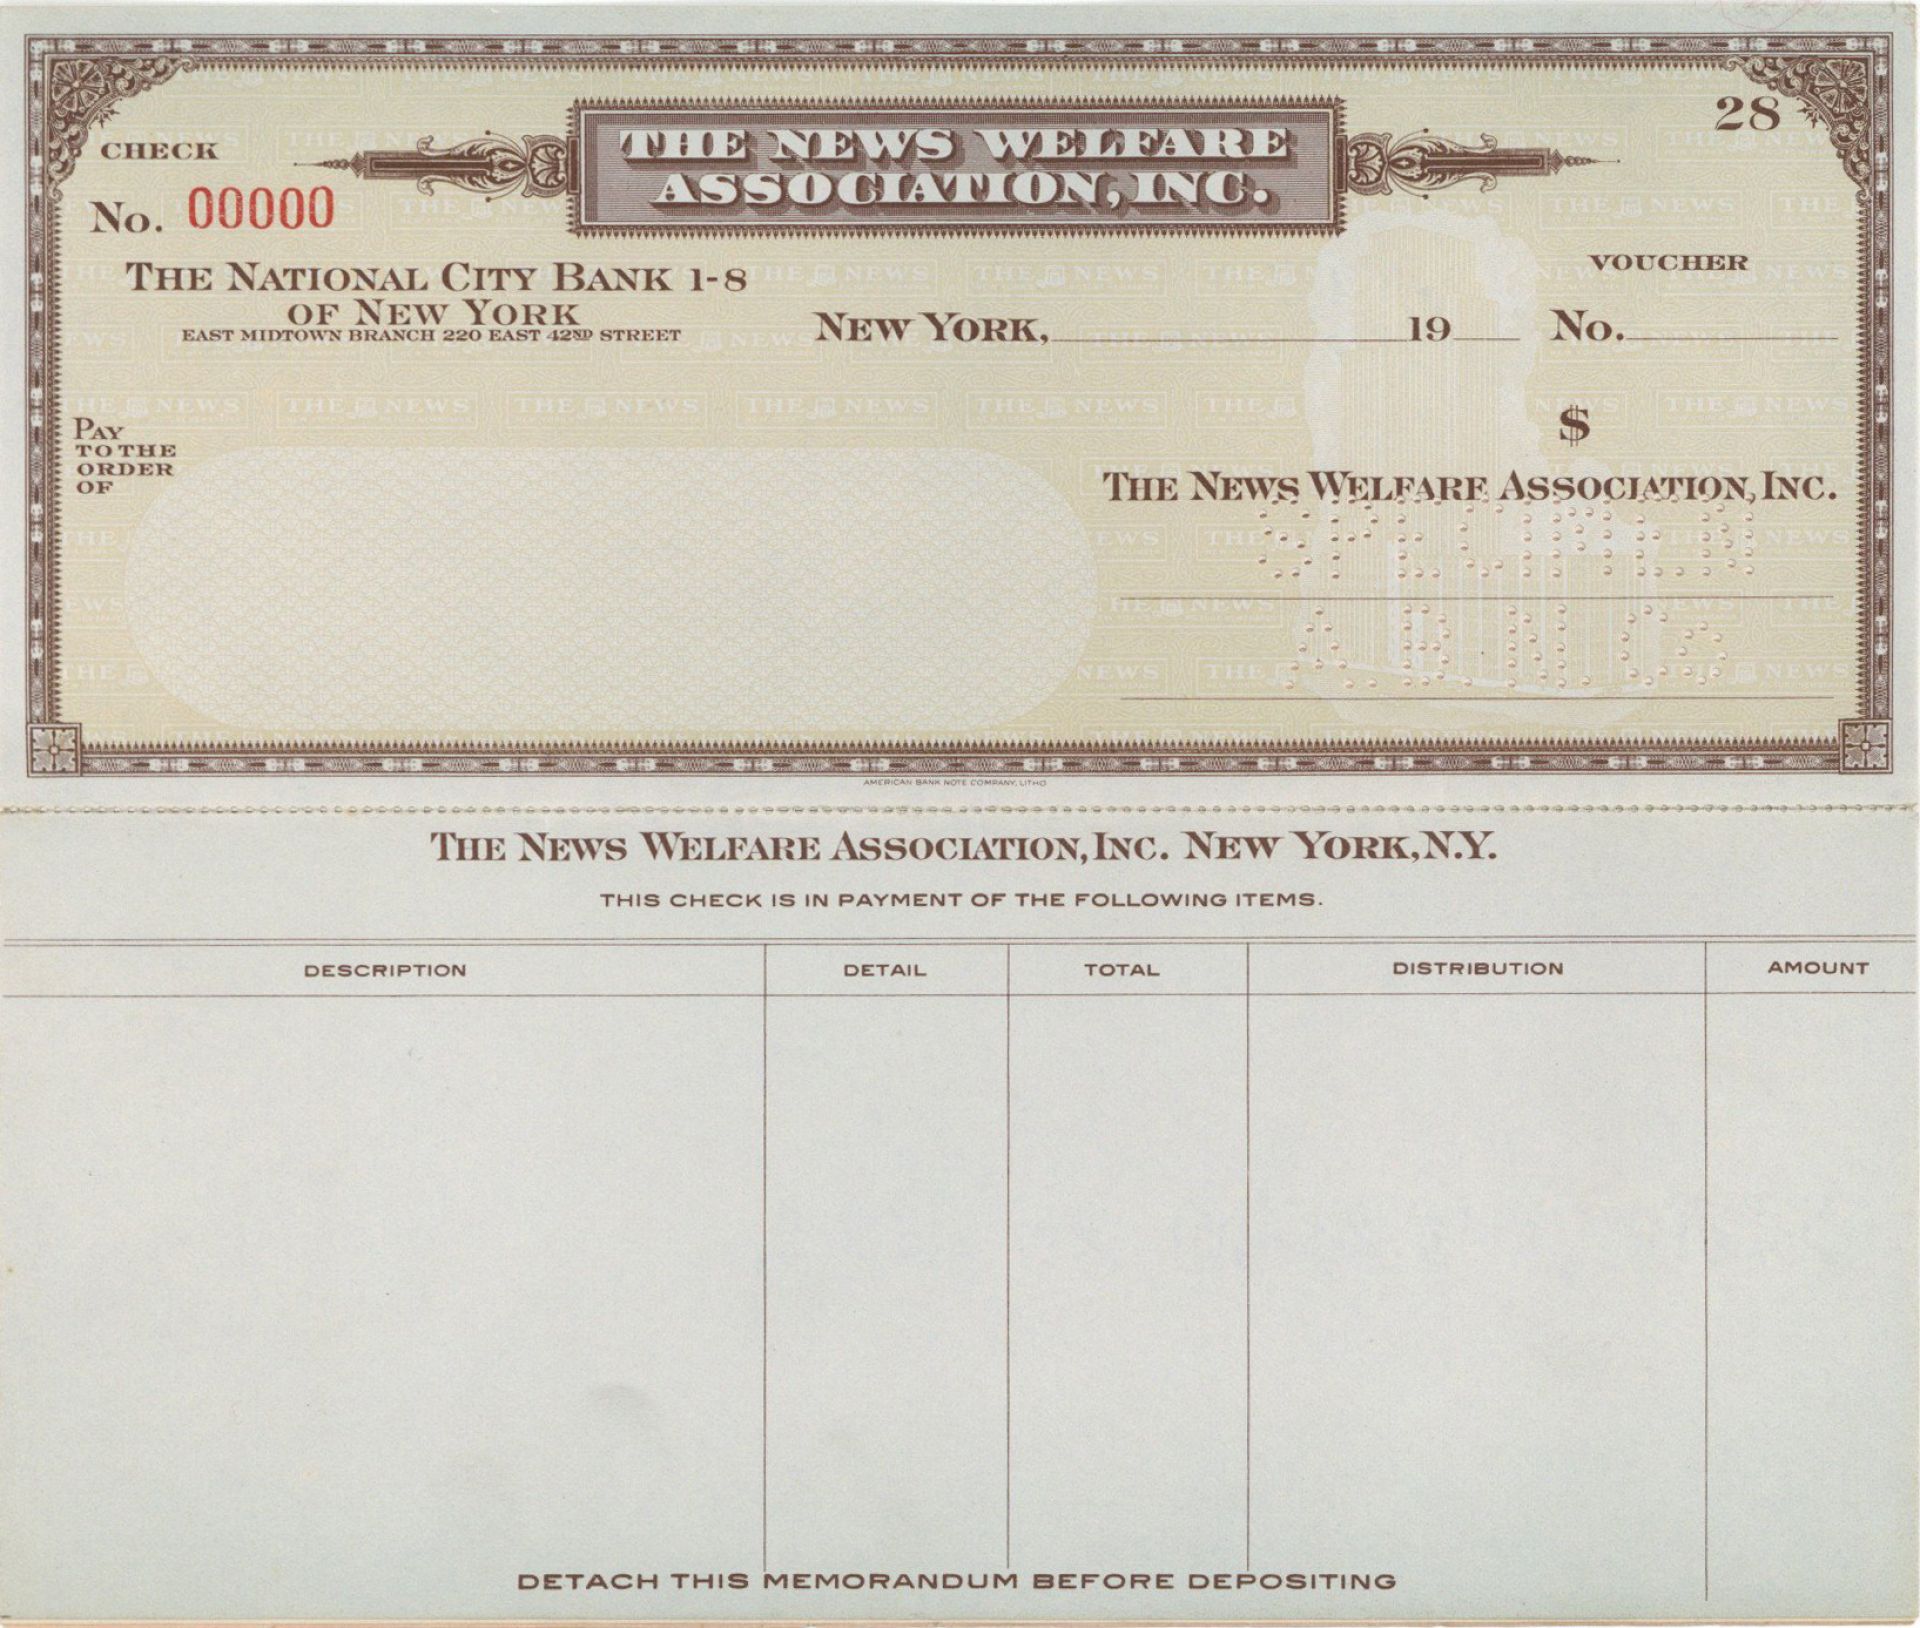 28
CHECK
THE NEWS WELFARE
ASSOCIATION, INC.
No. 00000
THE NATIONAL CITY BANK 1-8
OF NEW YORK
EAST MIDTOWN BRANCH 220 EAST 42ND STREET
NEW YORK, 19
VOUCHER
No.
PAY
TO THE
ORDER
OF
$
THE NEWS WELFARE ASSOCIATION, INC.
SPECIMEN
A B N Co
AMERICAN BANK NOTE COMPANY, LITHO
THE NEWS WELFARE ASSOCIATION, INC. NEW YORK, N.Y.
THIS CHECK IS IN PAYMENT OF THE FOLLOWING ITEMS.
DESCRIPTION DETAIL TOTAL DISTRIBUTION AMOUNT
DETACH THIS MEMORANDUM BEFORE DEPOSITING